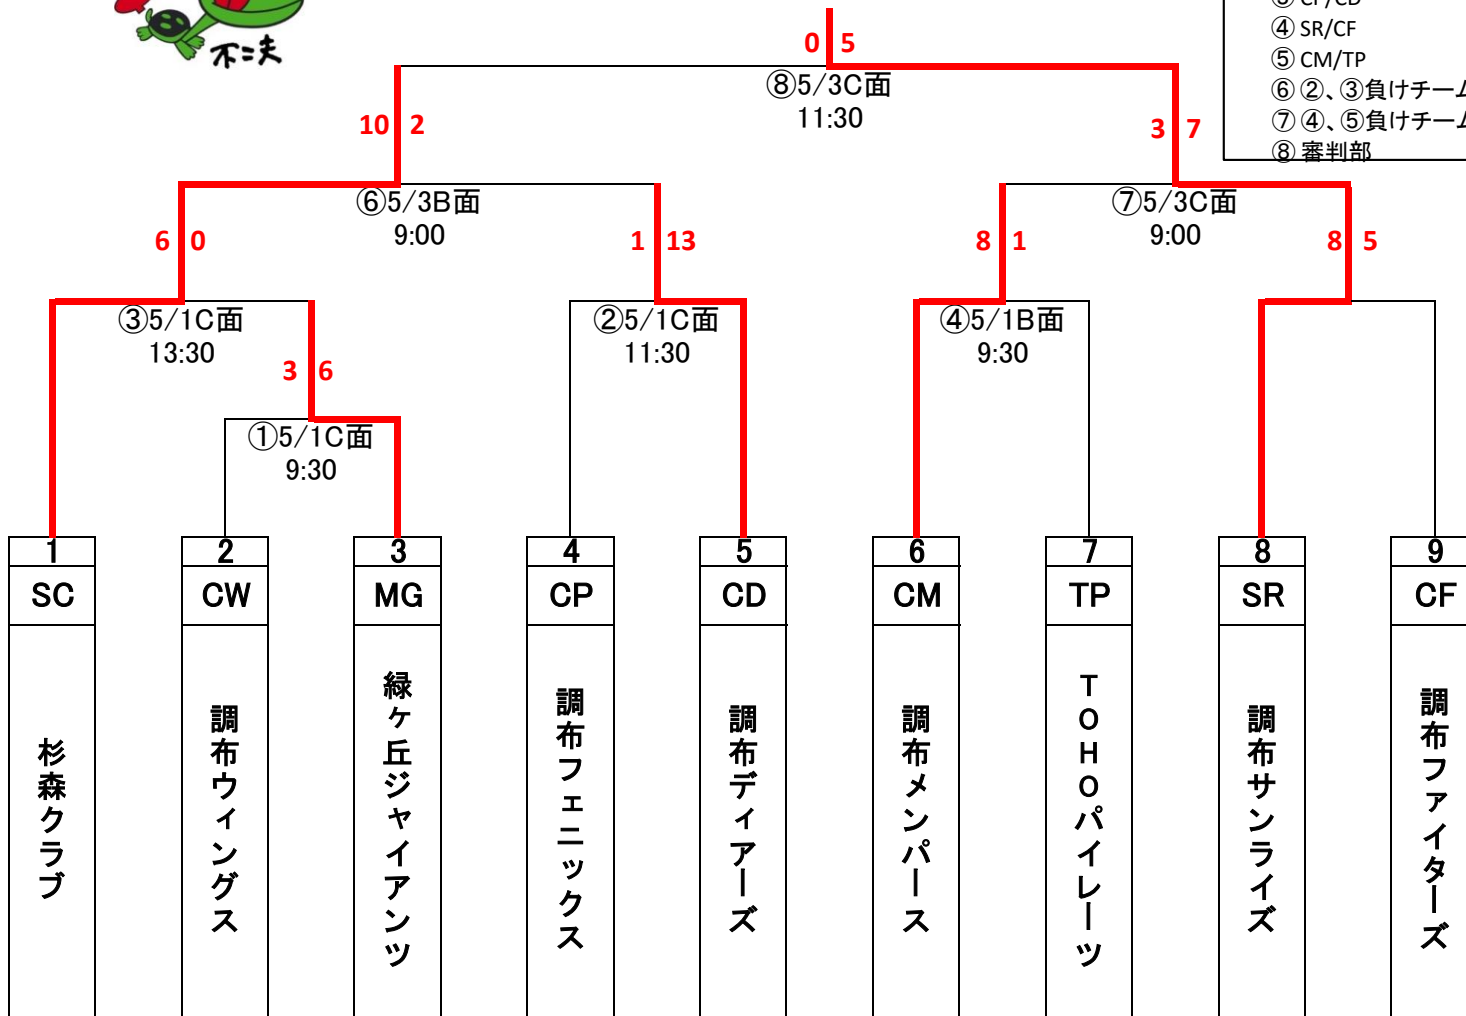 不二夫
③ CP/CD
④ SR/CF
⑤ CM/TP
⑥ ②、③負けチーム
⑦ ④、⑤負けチーム
⑧ 審判部
0 5
⑧5/3C面
11:30
10 2
3 7
⑥5/3B面
9:00
⑦5/3C面
9:00
6 0
1 13
8 1
8 5
③5/1C面
13:30
②5/1C面
11:30
④5/1B面
9:30
3 6
①5/1C面
9:30
1 2 3 4 5 6 7 8 9
SC CW MG CP CD CM TP SR CF
杉森クラブ
調布ウィングス
緑ヶ丘ジャイアンツ
調布フェニックス
調布ディアーズ
調布メンパース
TOHOパイレーツ
調布サンライズ
調布ファイターズ